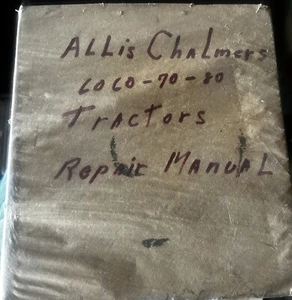 ALLis ChaLmers
6060-70-80
Tractors
Repair MANUAL